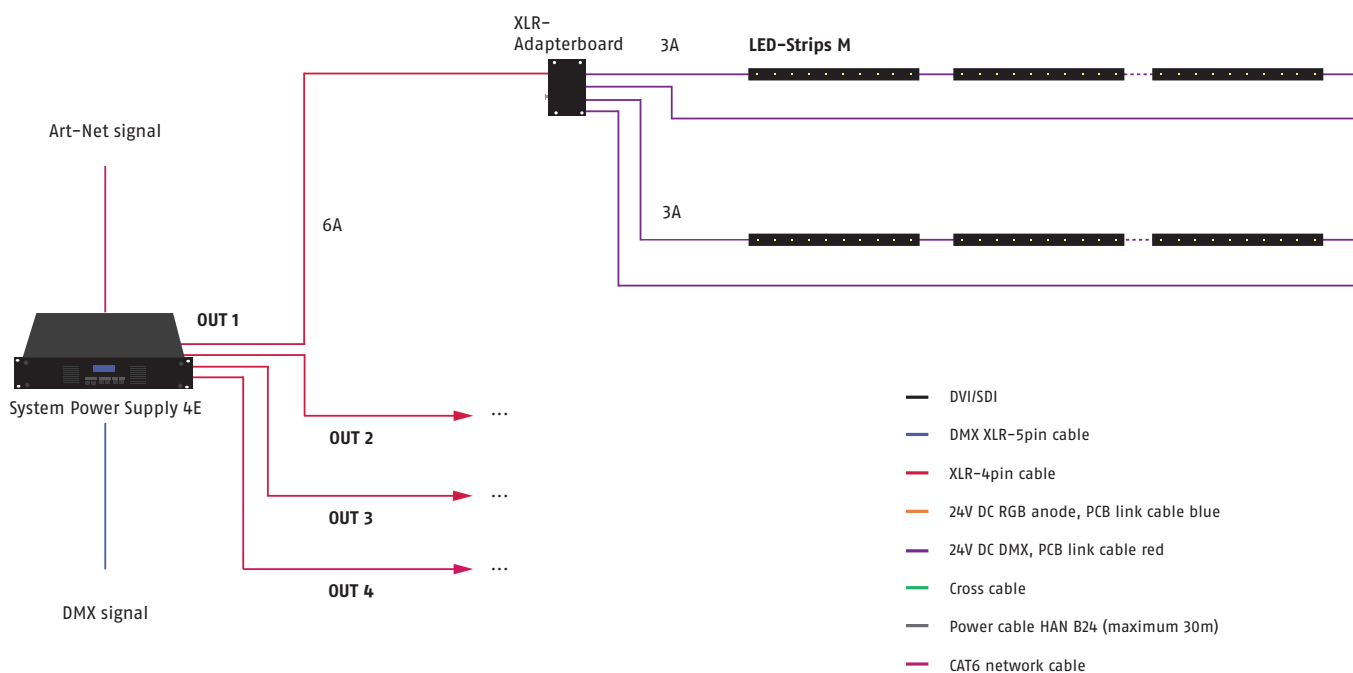 XLR-
Adapterboard
3A
LED-Strips M
Art-Net signal
6A
3A
OUT 1
System Power Supply 4E
...
OUT 2
...
OUT 3
...
OUT 4
DMX signal
DVI/SDI
DMX XLR-5pin cable
XLR-4pin cable
24V DC RGB anode, PCB link cable blue
24V DC DMX, PCB link cable red
Cross cable
Power cable HAN B24 (maximum 30m)
CAT6 network cable